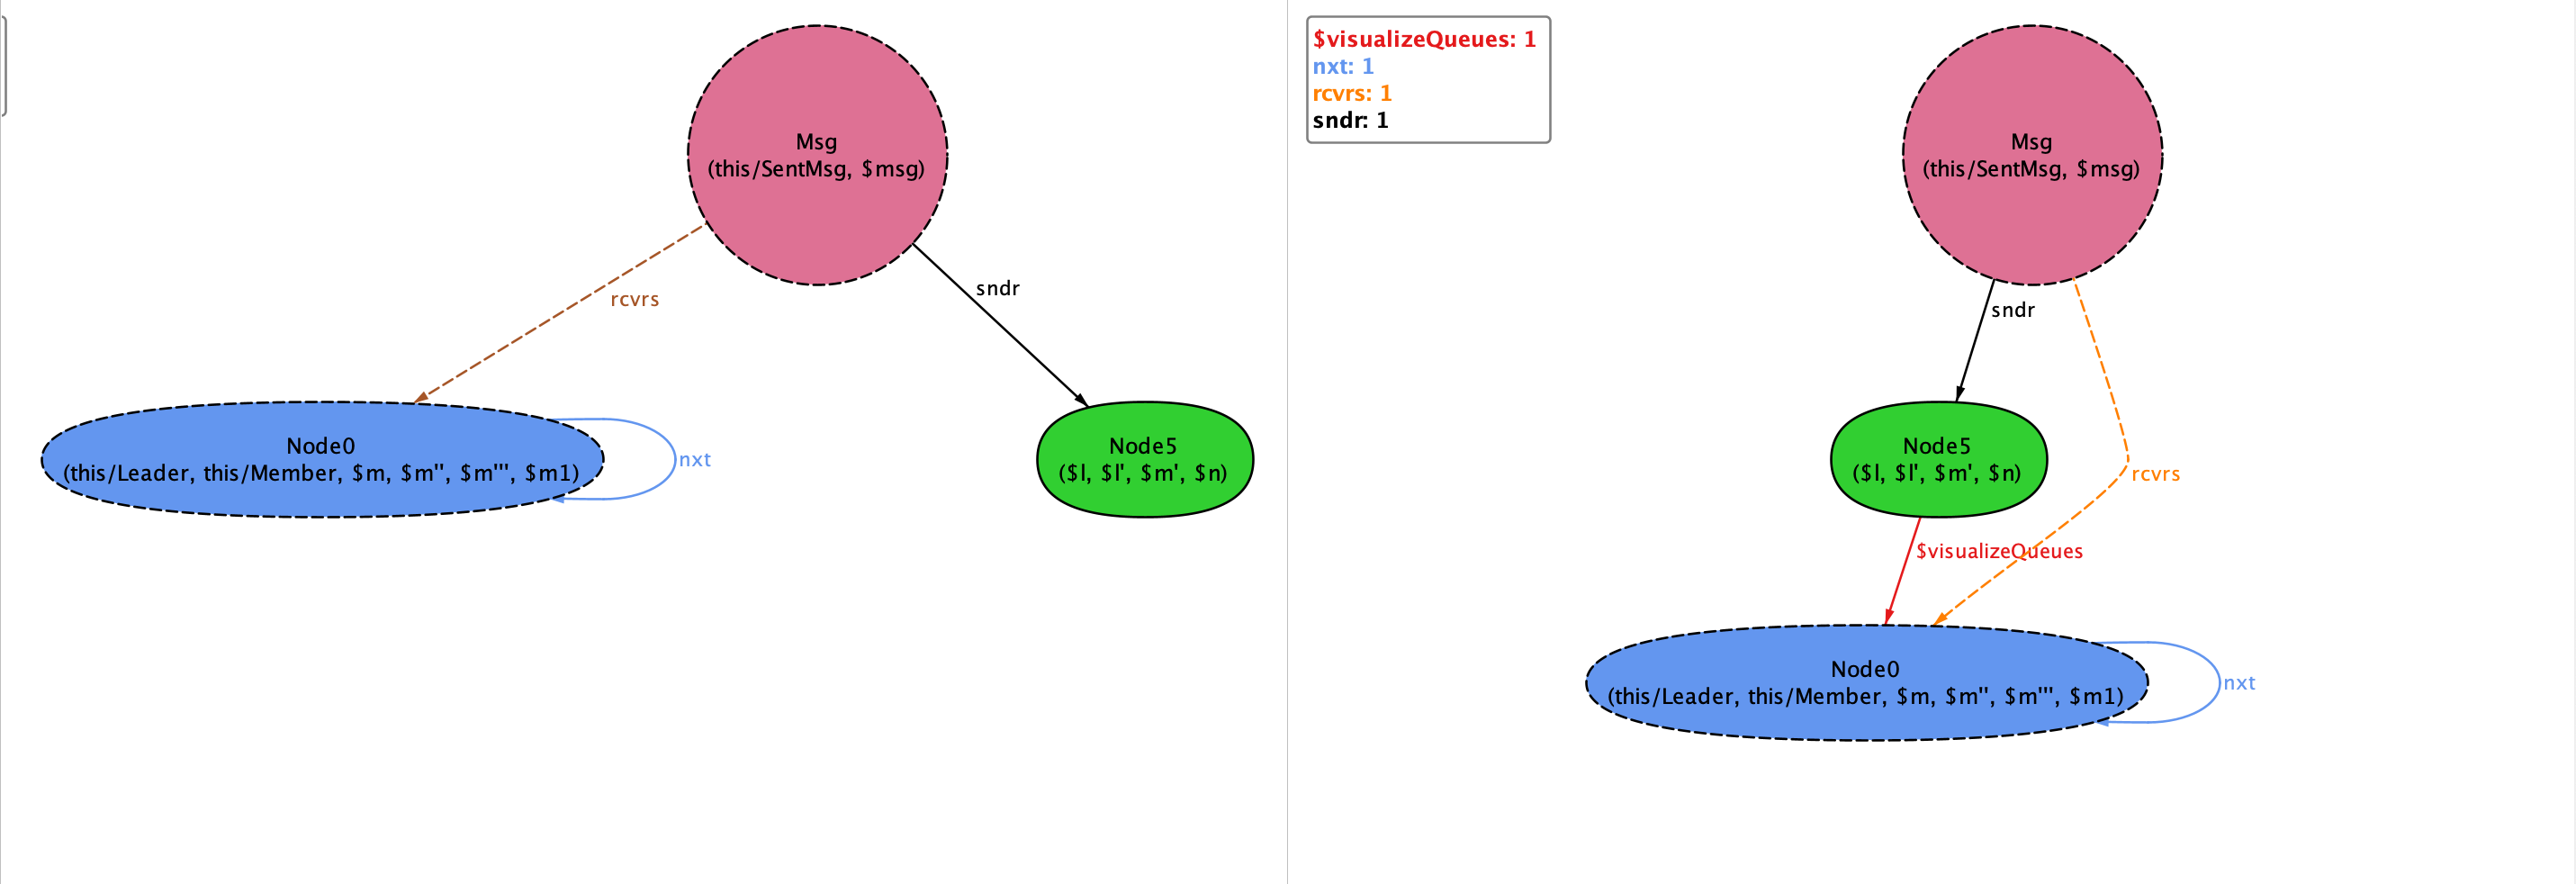 Msg
(this/SentMsg, $msg)
rcvrs
sndr
Node0
(this/Leader, this/Member, $m, $m'', $m''', $m1)
nxt
Node5
($l, $l', $m', $n)
$visualizeQueues: 1
nxt: 1
rcvrs: 1
sndr: 1
Msg
(this/SentMsg, $msg)
sndr
Node5
($l, $l', $m', $n)
rcvrs
$visualizeQueues
Node0
(this/Leader, this/Member, $m, $m'', $m''', $m1)
nxt